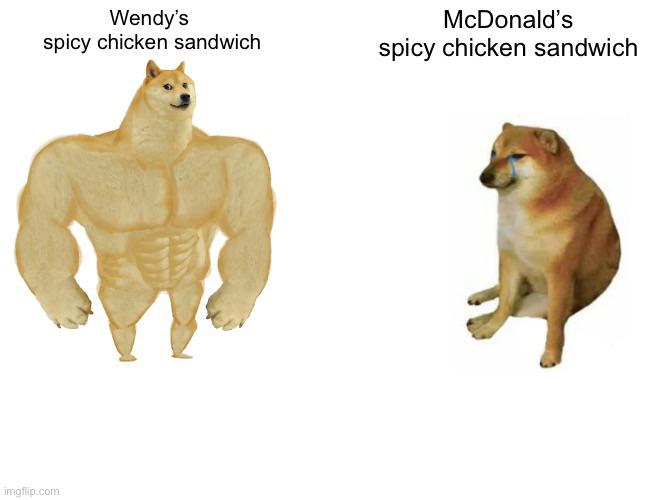 Wendy’s
spicy chicken sandwich
McDonald’s
spicy chicken sandwich
imgflip.com